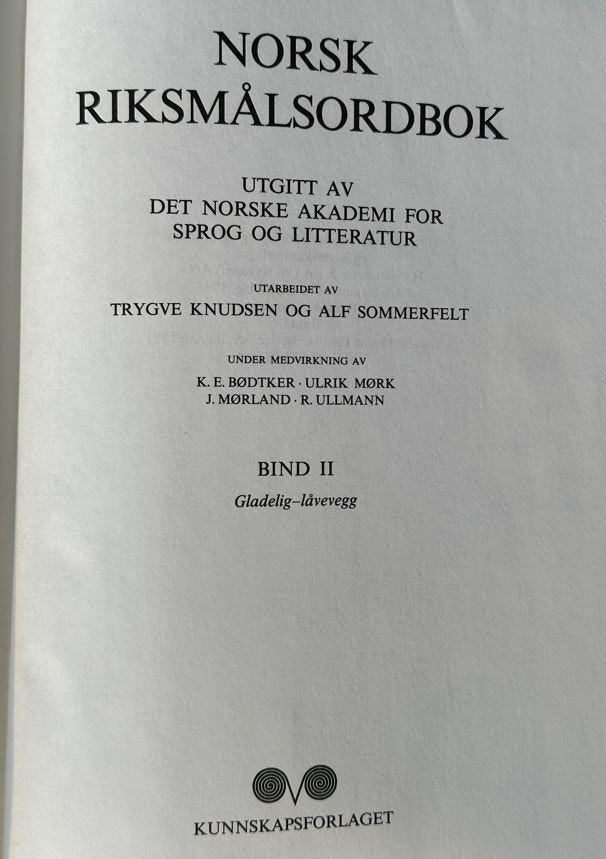 NORSK
RIKSMÅLSORDBOK
UTGITT AV
DET NORSKE AKADEMI FOR
SPROG OG LITTERATUR
UTARBEIDET AV
TRYGVE KNUDSEN OG ALF SOMMERFELT
UNDER MEDVIRKNING AV
K. E. BØDTKER · ULRIK MØRK
J. MØRLAND · R. ULLMANN
BIND II
Gladelig–låvevegg
KUNNSKAPSFORLAGET